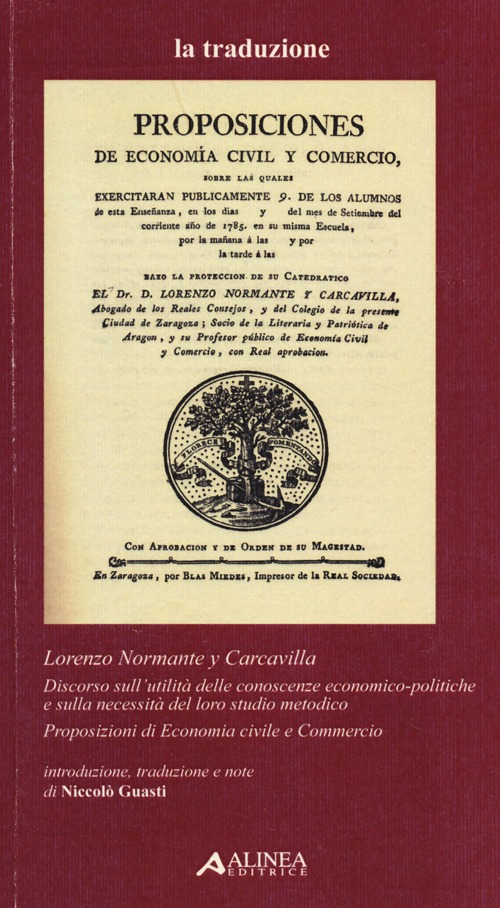 la traduzione
PROPOSICIONES
DE ECONOMÍA CIVIL Y COMERCIO,
SOBRE LAS QUALES
EXERCITARAN PUBLICAMENTE 9. DE LOS ALUMNOS
de esta Enseñanza, en los dias y del mes de Setiembre del
corriente año de 1785. en su misma Escuela,
por la mañana á las y por
la tarde á las
BAXO LA PROTECCION DE SU CATEDRATICO
EL Dr. D. LORENZO NORMANTE Y CARCAVILLA,
Abogado de los Reales Consejos, y del Colegio de la presente
Ciudad de Zaragoza; Socio de la Literaria y Patriótica de
Aragon, y su Profesor público de Economía Civil
y Comercio, con Real aprobacion.
FLORECE FOMENTANDO
CON APROBACION Y DE ORDEN DE SU MAGESTAD.
En Zaragoza, por BLAS MIEDES, Impresor de la REAL SOCIEDAD.
Lorenzo Normante y Carcavilla
Discorso sull'utilità delle conoscenze economico-politiche
e sulla necessità del loro studio metodico
Proposizioni di Economia civile e Commercio
introduzione, traduzione e note
di Niccolò Guasti
ALINEA
EDITRICE